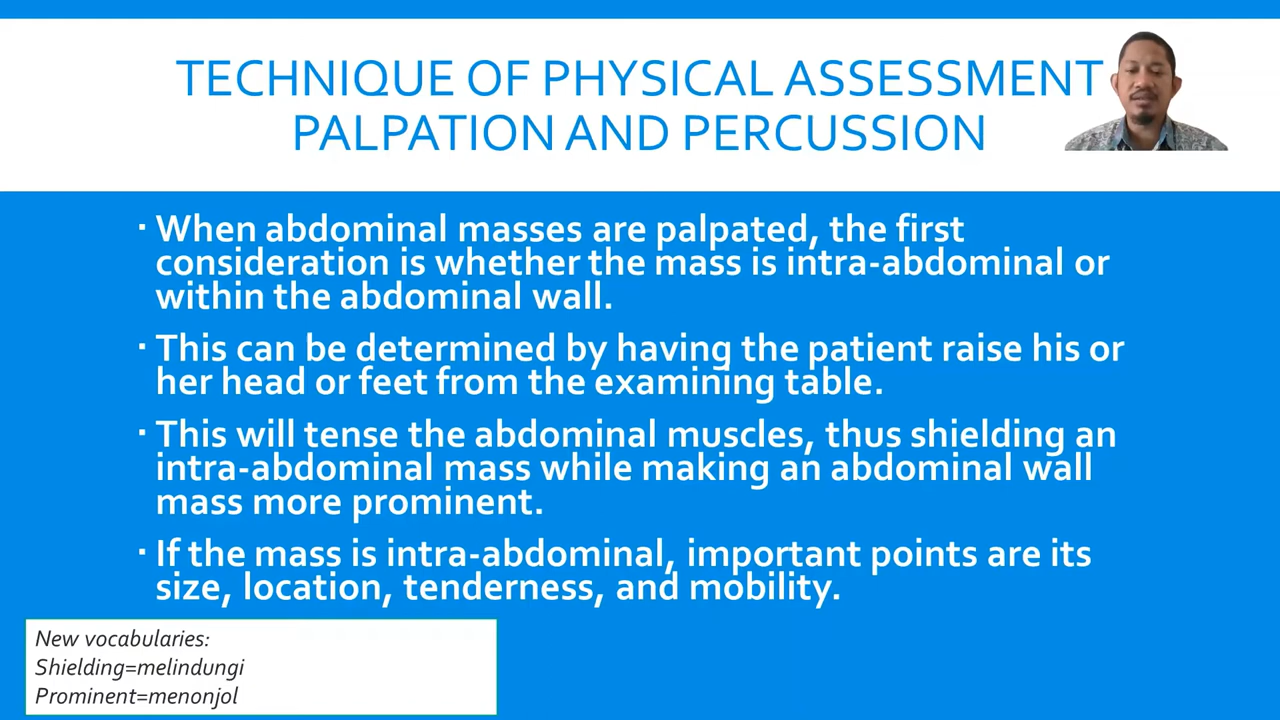 TECHNIQUE OF PHYSICAL ASSESSMENT
PALPATION AND PERCUSSION
▪ When abdominal masses are palpated, the first
consideration is whether the mass is intra-abdominal or
within the abdominal wall.
▪ This can be determined by having the patient raise his or
her head or feet from the examining table.
▪ This will tense the abdominal muscles, thus shielding an
intra-abdominal mass while making an abdominal wall
mass more prominent.
▪ If the mass is intra-abdominal, important points are its
size, location, tenderness, and mobility.
New vocabularies:
Shielding=melindungi
Prominent=menonjol